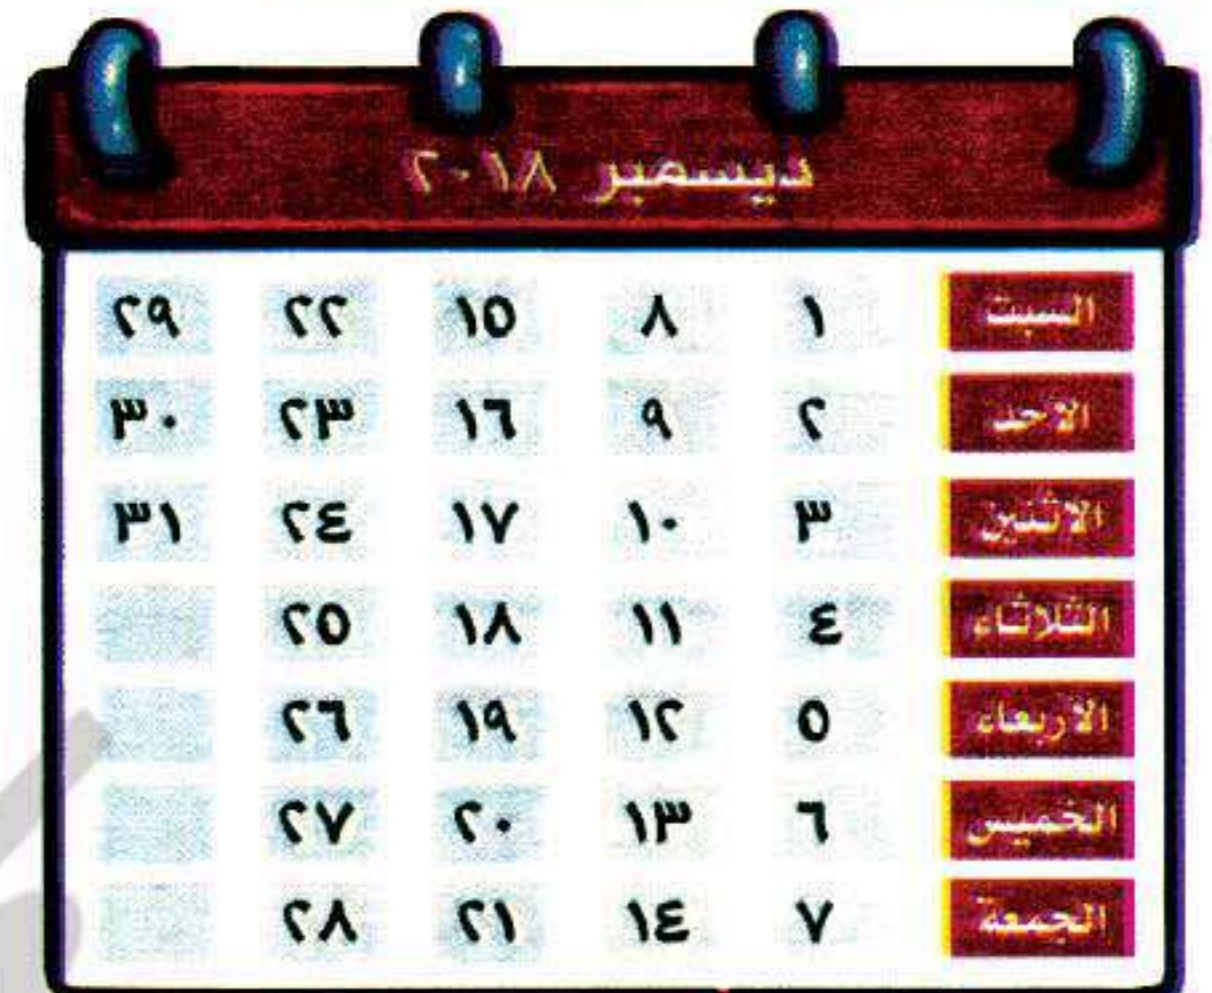 ديسمبر ٢٠١٨
السبت ١ ٨ ١٥ ٢٢ ٢٩
الاحد ٢ ٩ ١٦ ٢٣ ٣٠
الاثنين ٣ ١٠ ١٧ ٢٤ ٣١
الثلاثاء ٤ ١١ ١٨ ٢٥
الاربعاء ٥ ١٢ ١٩ ٢٦
الخميس ٦ ١٣ ٢٠ ٢٧
الجمعة ٧ ١٤ ٢١ ٢٨